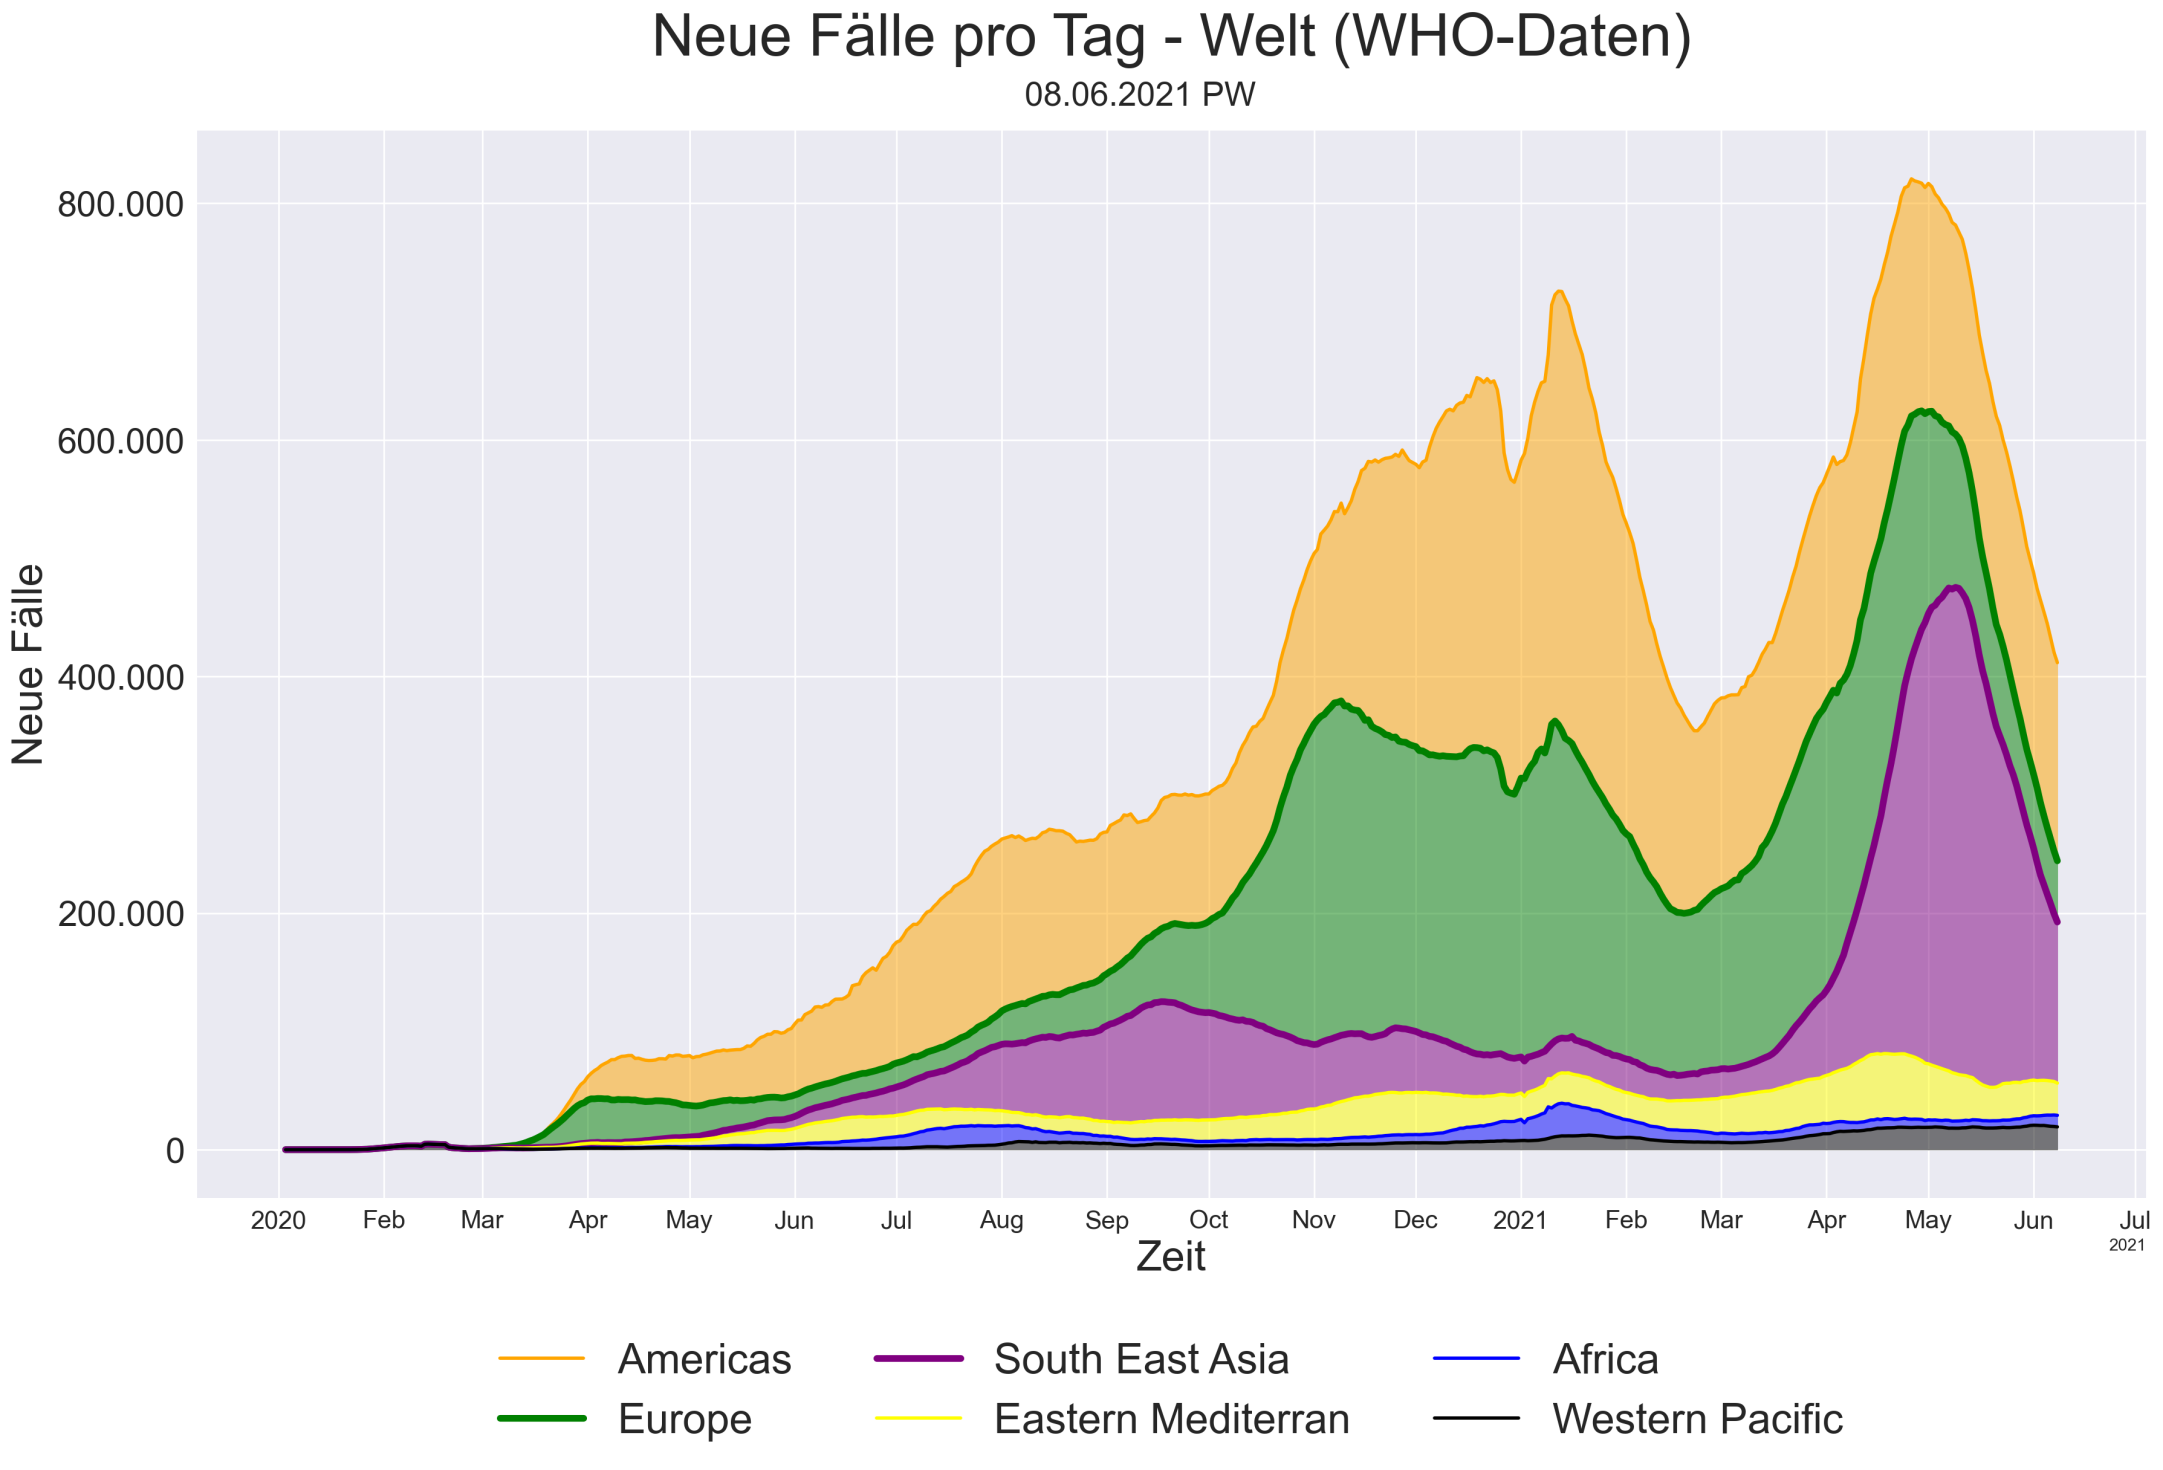 Neue Fälle pro Tag - Welt (WHO-Daten)
08.06.2021 PW
Neue Fälle
800.000
600.000
400.000
200.000
0
2020 Feb Mar Apr May Jun Jul Aug Sep Oct Nov Dec 2021 Feb Mar Apr May Jun Jul
2021
Zeit
Americas South East Asia Africa
Europe Eastern Mediterran Western Pacific